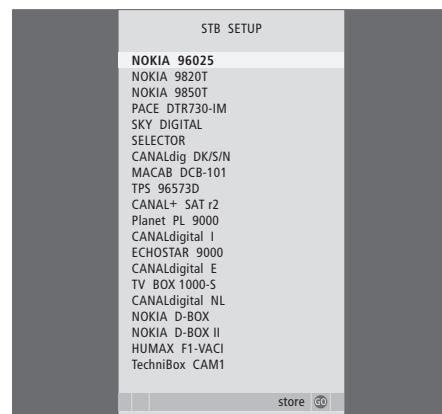 STB SETUP
NOKIA 96025
NOKIA 9820T
NOKIA 9850T
PACE DTR730-IM
SKY DIGITAL
SELECTOR
CANALdig DK/S/N
MACAB DCB-101
TPS 96573D
CANAL+ SAT r2
Planet PL 9000
CANALdigital I
ECHOSTAR 9000
CANALdigital E
TV BOX 1000-S
CANALdigital NL
NOKIA D-BOX
NOKIA D-BOX II
HUMAX F1-VACI
TechniBox CAM1
store GO